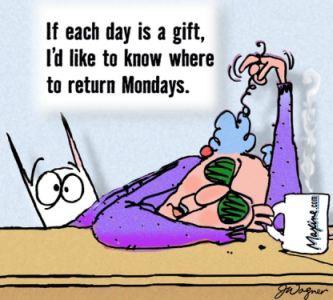 If each day is a gift,
I'd like to know where
to return Mondays.
Maxine.com
JWagner